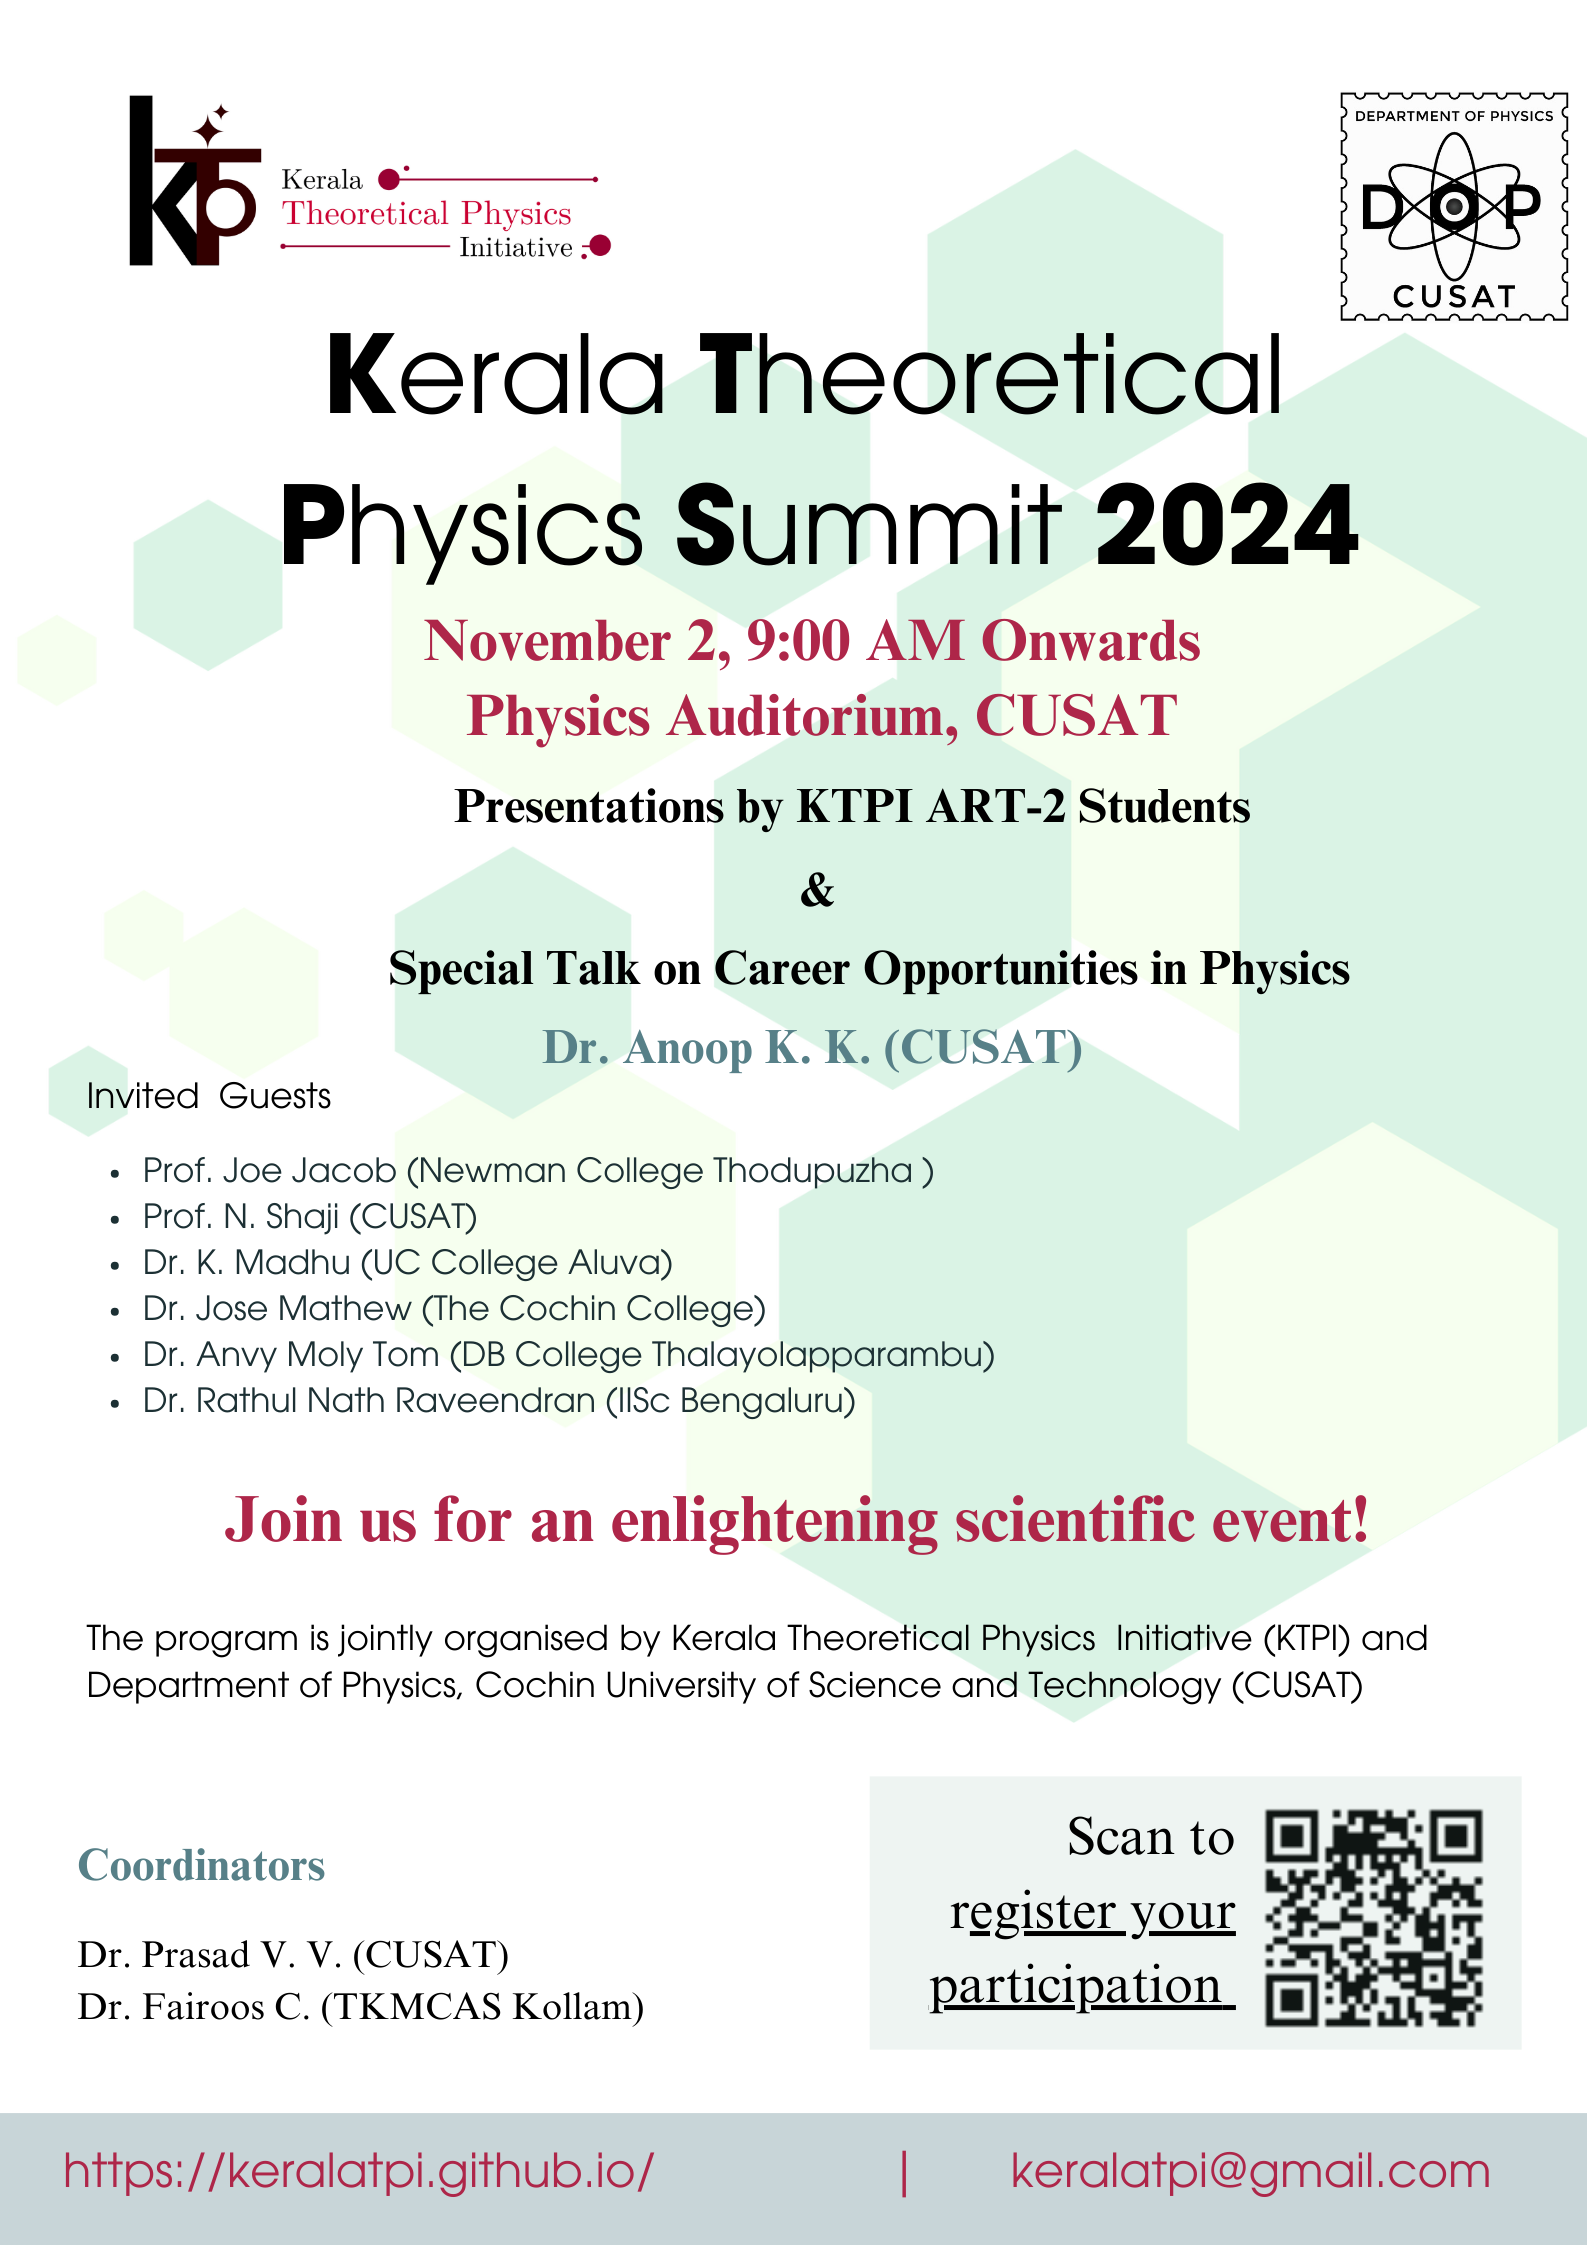 Kerala
Theoretical Physics
Initiative
DEPARTMENT OF PHYSICS
DOP
CUSAT
Kerala Theoretical
Physics Summit 2024
November 2, 9:00 AM Onwards
Physics Auditorium, CUSAT
Presentations by KTPI ART-2 Students
&
Special Talk on Career Opportunities in Physics
Dr. Anoop K. K. (CUSAT)
Invited Guests
• Prof. Joe Jacob (Newman College Thodupuzha )
• Prof. N. Shaji (CUSAT)
• Dr. K. Madhu (UC College Aluva)
• Dr. Jose Mathew (The Cochin College)
• Dr. Anvy Moly Tom (DB College Thalayolapparambu)
• Dr. Rathul Nath Raveendran (IISc Bengaluru)
Join us for an enlightening scientific event!
The program is jointly organised by Kerala Theoretical Physics Initiative (KTPI) and
Department of Physics, Cochin University of Science and Technology (CUSAT)
Coordinators
Dr. Prasad V. V. (CUSAT)
Dr. Fairoos C. (TKMCAS Kollam)
Scan to
register your
participation
https://keralatpi.github.io/ | keralatpi@gmail.com